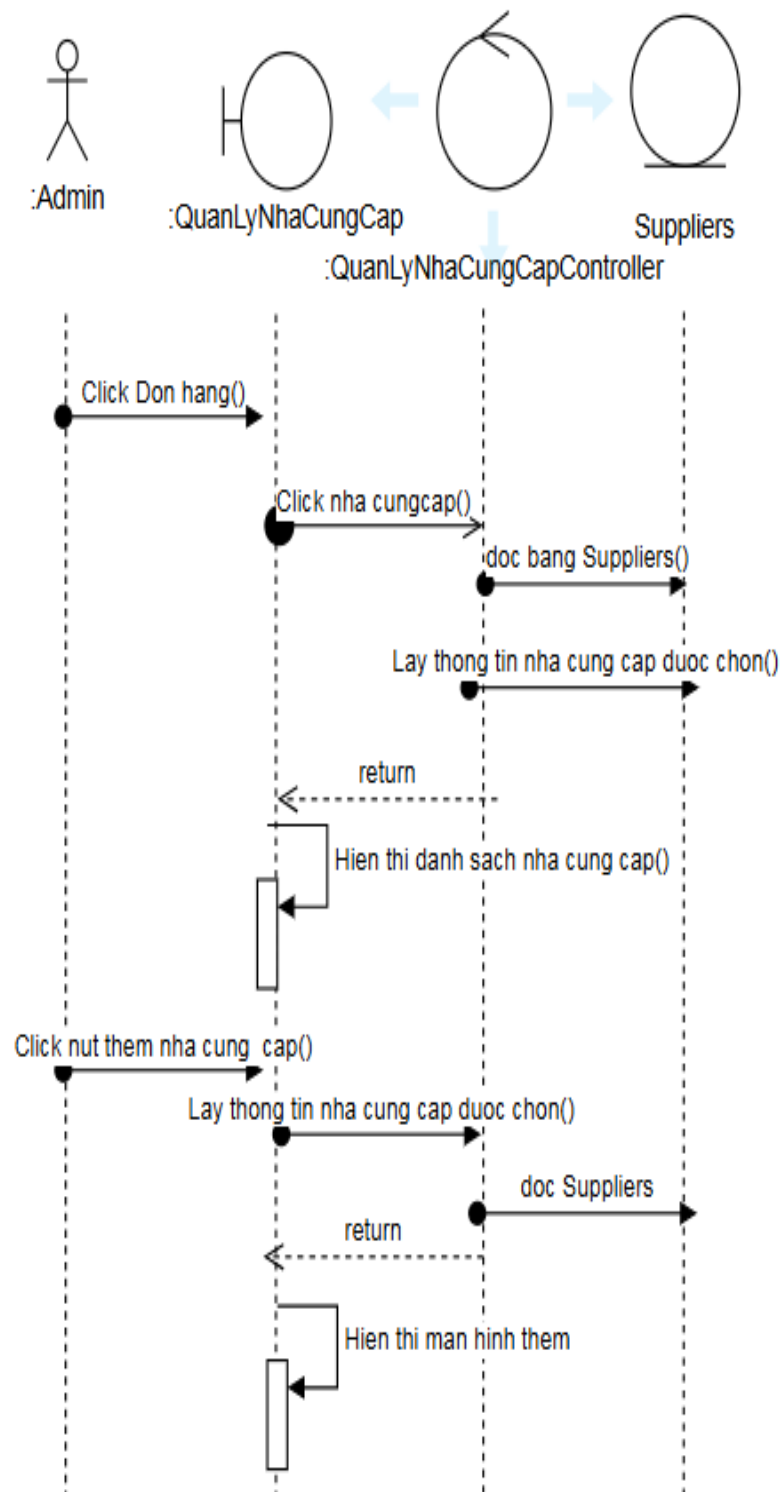 :Admin
:QuanLyNhaCungCap
:QuanLyNhaCungCapController
Suppliers
Click Don hang()
Click nha cungcap()
doc bang Suppliers()
Lay thong tin nha cung cap duoc chon()
return
Hien thi danh sach nha cung cap()
Click nut them nha cung cap()
Lay thong tin nha cung cap duoc chon()
doc Suppliers
return
Hien thi man hinh them